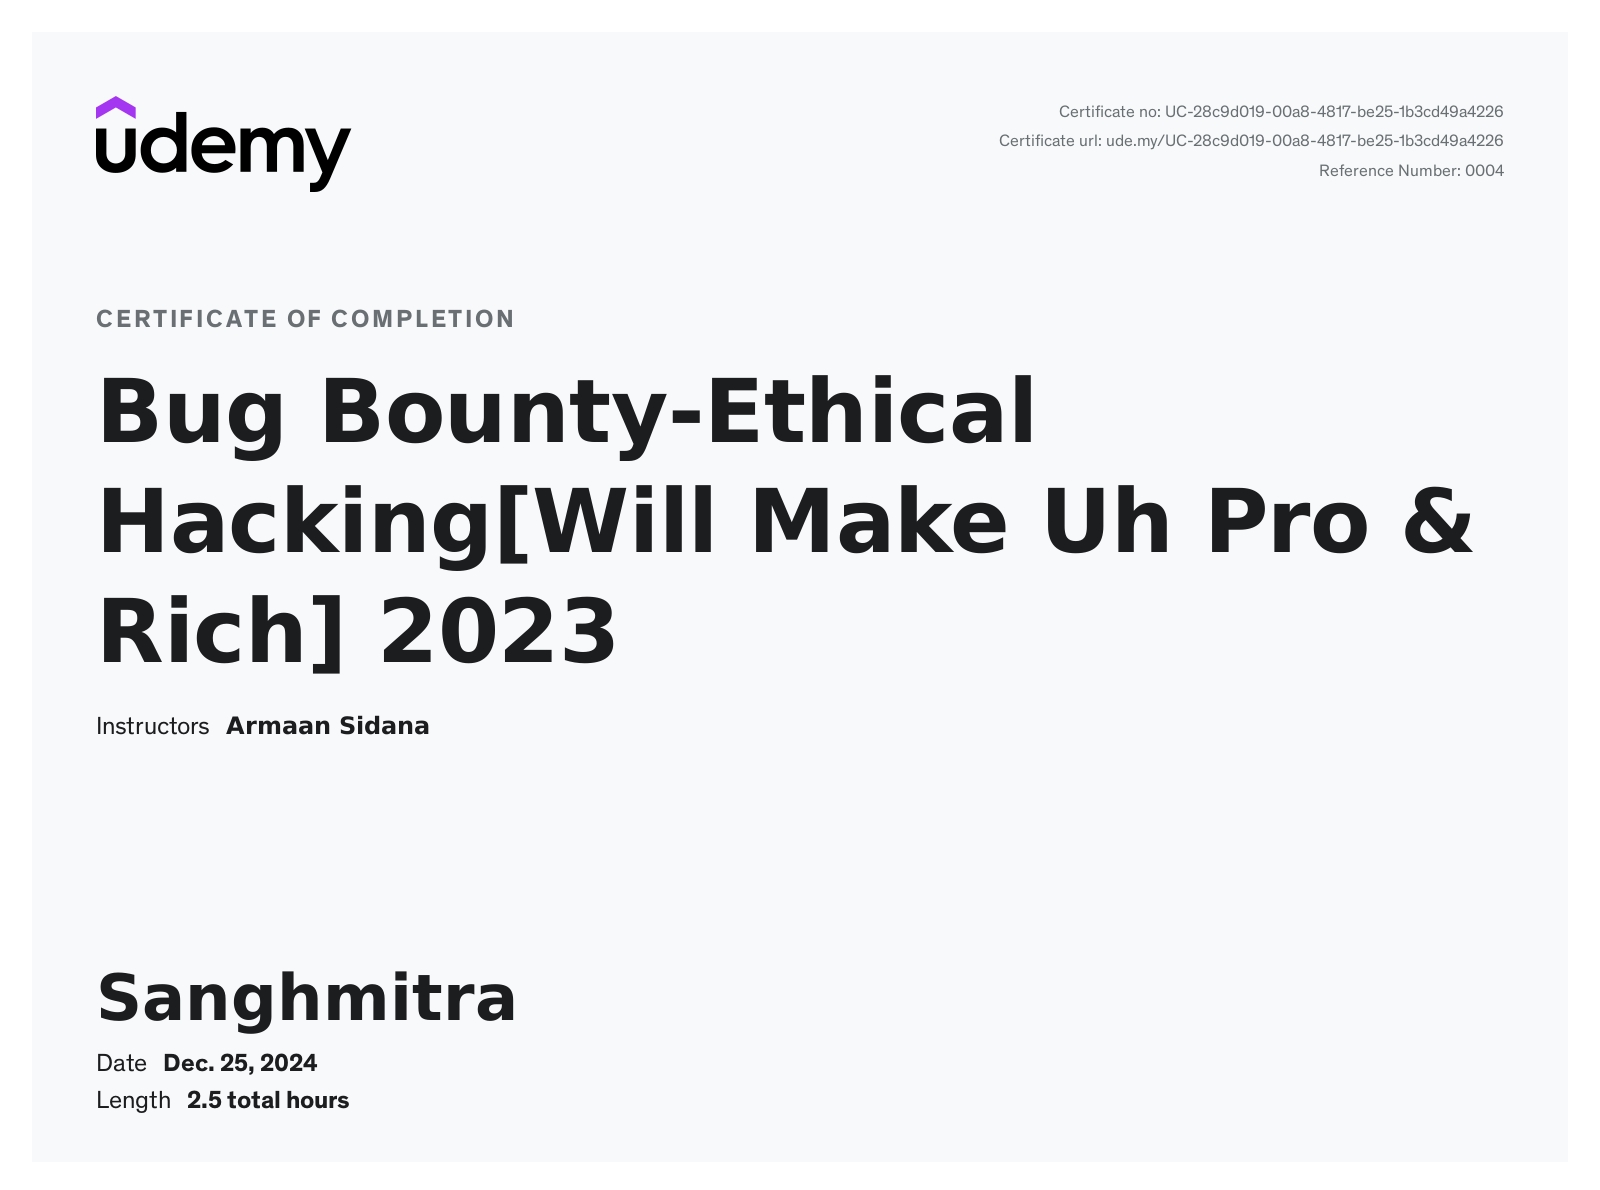 udemy
Certificate no: UC-28c9d019-00a8-4817-be25-1b3cd49a4226
Certificate url: ude.my/UC-28c9d019-00a8-4817-be25-1b3cd49a4226
Reference Number: 0004
CERTIFICATE OF COMPLETION
Bug Bounty-Ethical
Hacking[Will Make Uh Pro &
Rich] 2023
Instructors Armaan Sidana
Sanghmitra
Date Dec. 25, 2024
Length 2.5 total hours